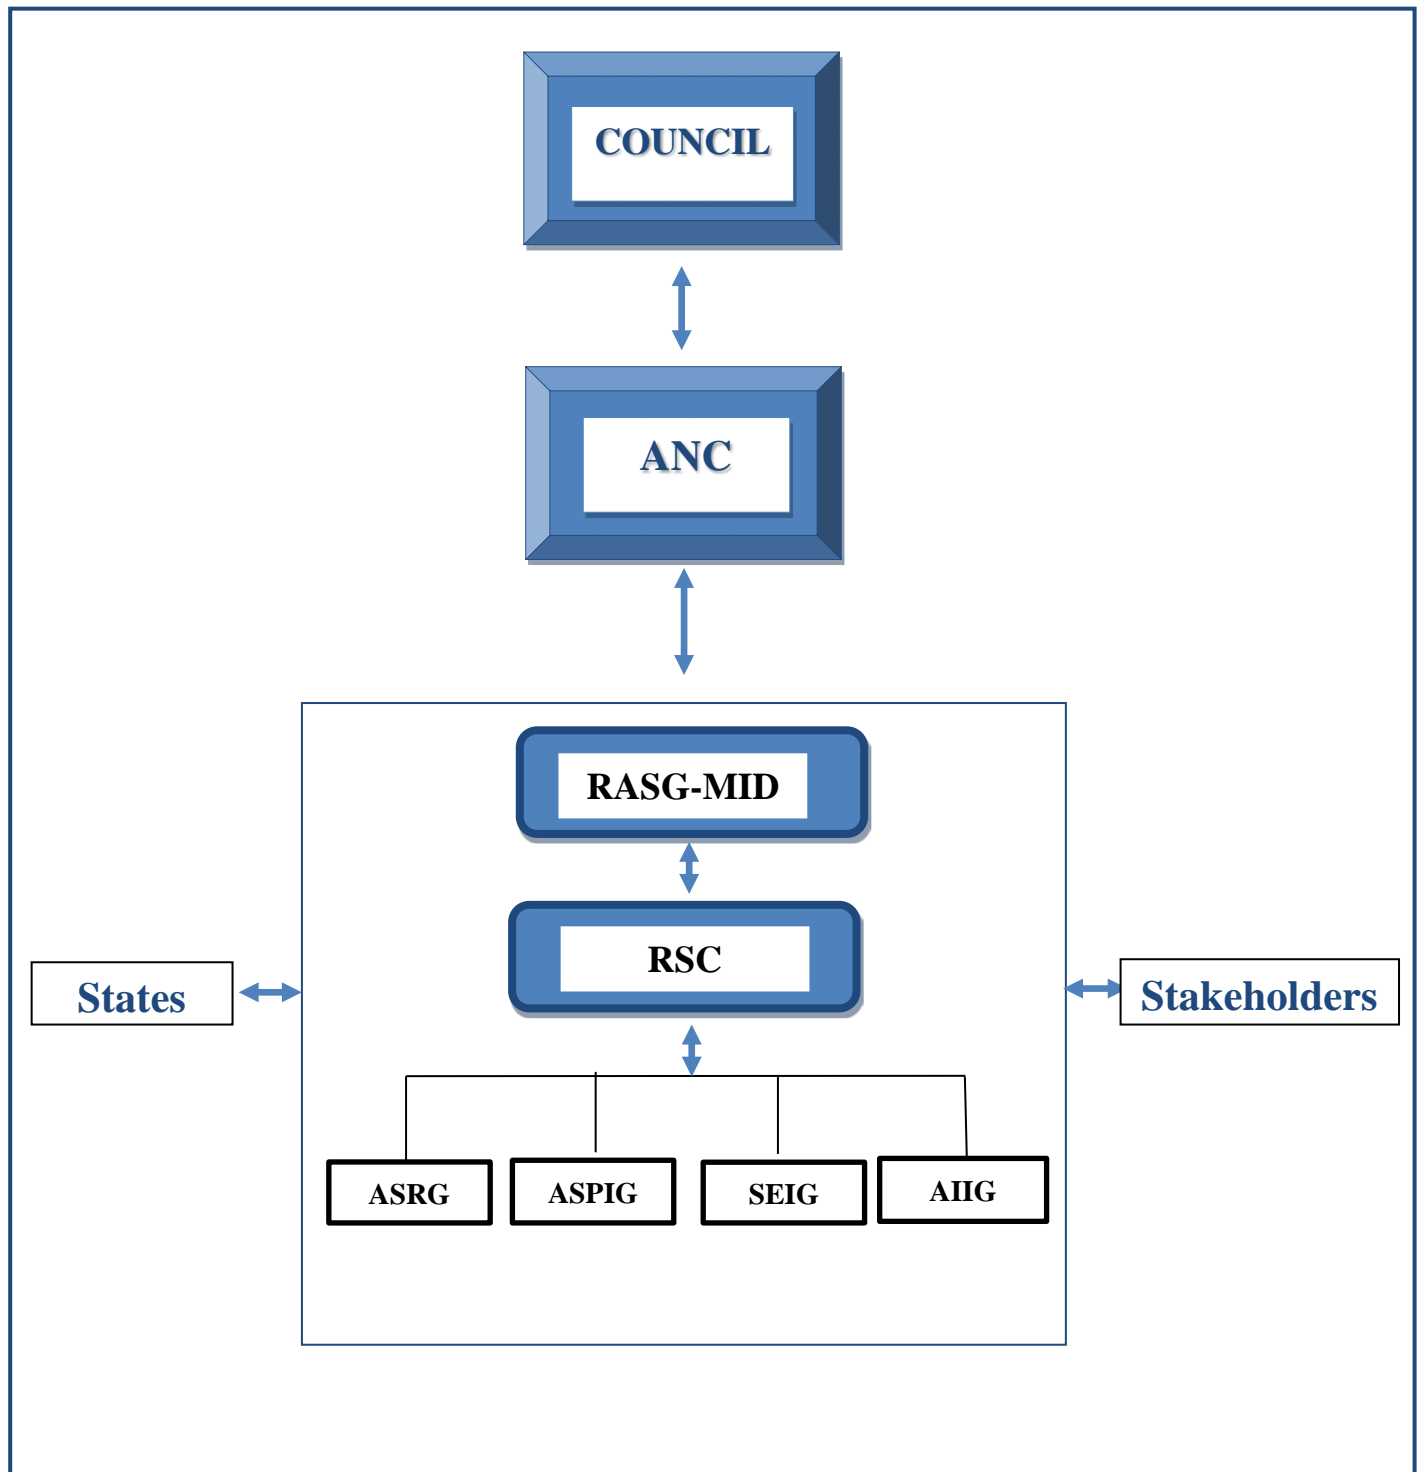 COUNCIL
ANC
RASG-MID
RSC
States
Stakeholders
ASRG
ASPIG
SEIG
AIIG